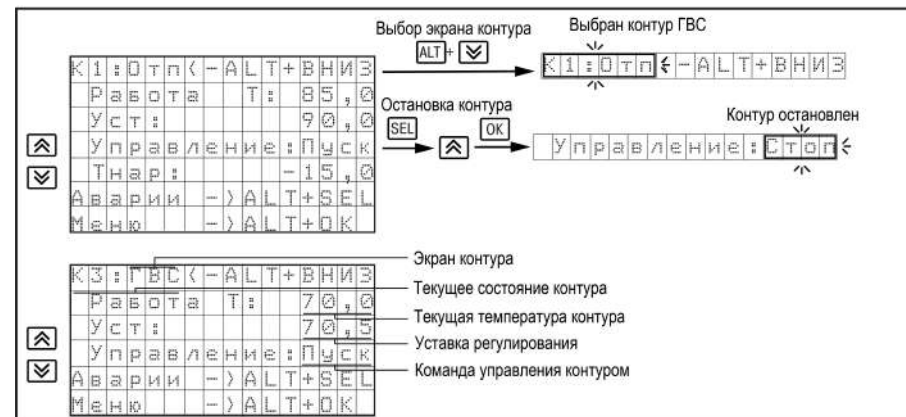 Выбор экрана контура
Выбран контур ГВС
ALT +
К1:Отп<-ALT+ВНИЗ
К1:Отп<-ALT+ВНИЗ
Работа Т: 85,0
Уст: 90,0
Управление:Пуск
Тнар: -15,0
Аварии ->ALT+SEL
Меню ->ALT+OK
Остановка контура
SEL
OK
Контур остановлен
Управление:Стоп
К3:ГВС<-ALT+ВНИЗ
Работа Т: 70,0
Уст: 70,5
Управление:Пуск
Аварии ->ALT+SEL
Меню ->ALT+OK
Экран контура
Текущее состояние контура
Текущая температура контура
Уставка регулирования
Команда управления контуром